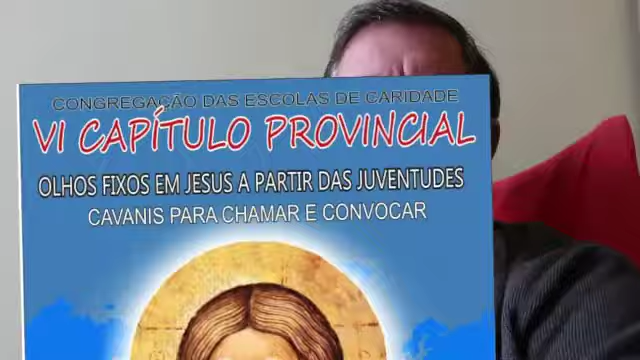 CONGREGAÇÃO DAS ESCOLAS DE CARIDADE
VI CAPÍTULO PROVINCIAL
OLHOS FIXOS EM JESUS A PARTIR DAS JUVENTUDES
CAVANIS PARA CHAMAR E CONVOCAR